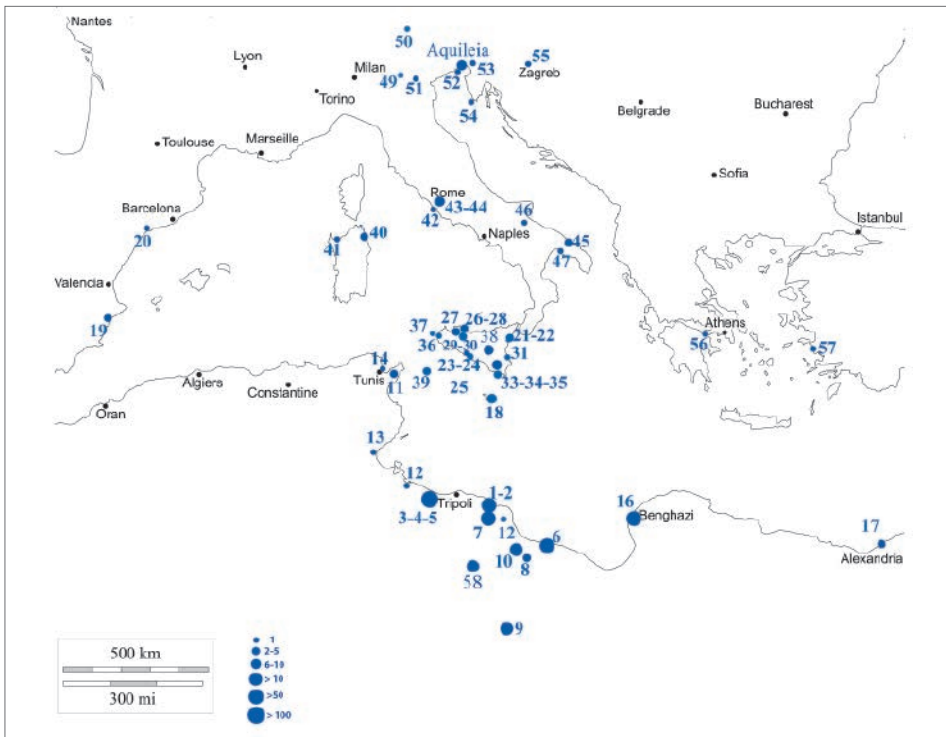 Nantes
50
Lyon
Milan
Aquileia
53
55
Zagreb
49
51
52
Torino
54
Belgrade
Bucharest
Toulouse
Marseille
Sofia
Barcelona
20
Rome
43-44
42
46
Istanbul
41
40
Naples
45
47
Valencia
19
27
26-28
37
36
29-30
38
21-22
Athens
56
57
14
Tunis
11
39
23-24
31
25
33-34-35
Algiers
Constantine
Oran
18
13
12
Tripoli
3-4-5
1-2
7
12
6
16
Benghazi
17
Alexandria
10
8
58
9
500 km
300 mi
1
2-5
6-10
> 10
>50
> 100